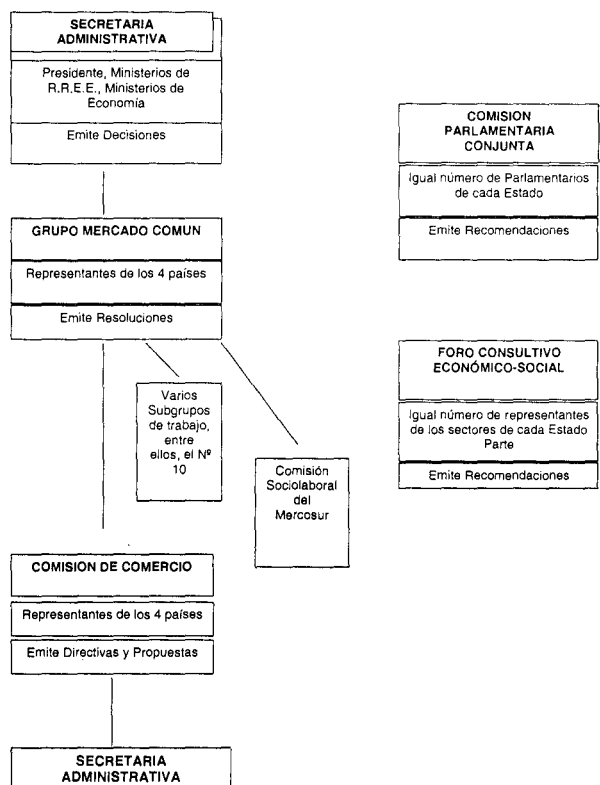 SECRETARIA
ADMINISTRATIVA
Presidente, Ministerios de
R.R.E.E., Ministerios de
Economía
Emite Decisiones
GRUPO MERCADO COMUN
Representantes de los 4 países
Emite Resoluciones
Varios
Subgrupos
de trabajo,
entre
ellos, el Nº
10
Comisión
Sociolaboral
del
Mercosur
COMISION DE COMERCIO
Representantes de los 4 países
Emite Directivas y Propuestas
SECRETARIA
ADMINISTRATIVA
COMISION
PARLAMENTARIA
CONJUNTA
Igual número de Parlamentarios
de cada Estado
Emite Recomendaciones
FORO CONSULTIVO
ECONÓMICO-SOCIAL
Igual número de representantes
de los sectores de cada Estado
Parte
Emite Recomendaciones